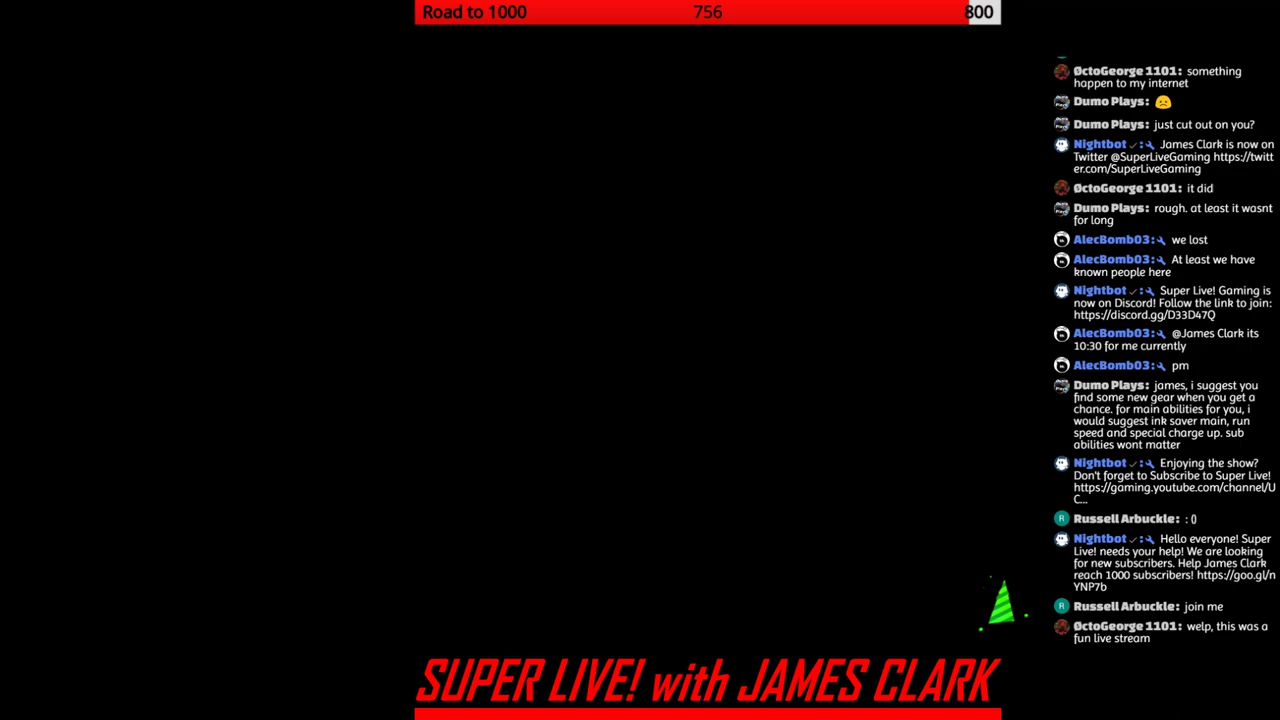 Road to 1000 756 800
ØctoGeorge 1101: something
happen to my internet
Dumo Plays: ☹️
Dumo Plays: just cut out on you?
Nightbot ✓: James Clark is now on
Twitter @SuperLiveGaming https://twitt
er.com/SuperLiveGaming
ØctoGeorge 1101: it did
Dumo Plays: rough. at least it wasnt
for long
AlecBomb03: we lost
AlecBomb03: At least we have
known people here
Nightbot ✓: Super Live! Gaming is
now on Discord! Follow the link to join:
https://discord.gg/D33D47Q
AlecBomb03: @James Clark its
10:30 for me currently
AlecBomb03: pm
Dumo Plays: james, i suggest you
find some new gear when you get a
chance. for main abilities for you, i
would suggest ink saver main, run
speed and special charge up. sub
abilities wont matter
Nightbot ✓: Enjoying the show?
Don't forget to Subscribe to Super Live!
https://gaming.youtube.com/channel/U
C...
R Russell Arbuckle: : 0
Nightbot ✓: Hello everyone! Super
Live! needs your help! We are looking
for new subscribers. Help James Clark
reach 1000 subscribers! https://goo.gl/n
YNP7b
R Russell Arbuckle: join me
ØctoGeorge 1101: welp, this was a
fun live stream
SUPER LIVE! with JAMES CLARK